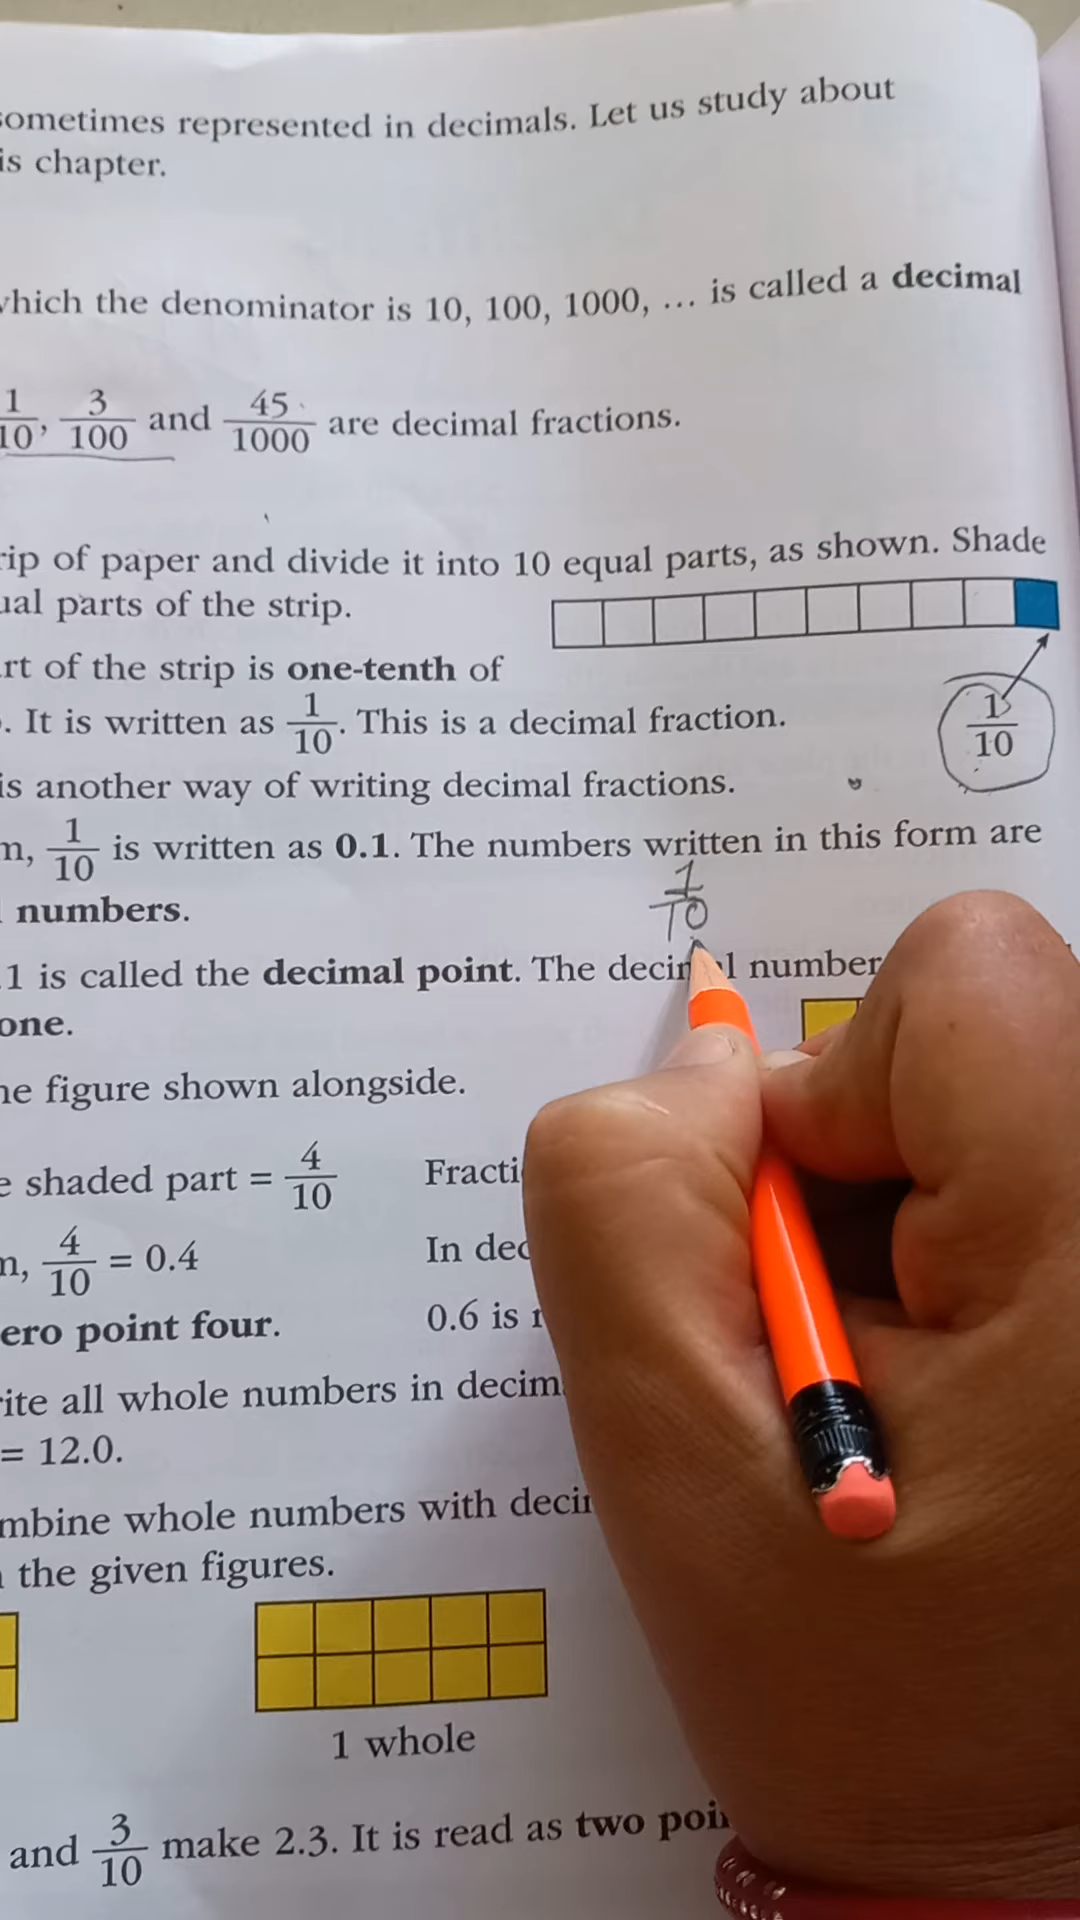 sometimes represented in decimals. Let us study about
is chapter.
which the denominator is 10, 100, 1000, ... is called a decimal
1/10, 3/100 and 45/1000 are decimal fractions.
rip of paper and divide it into 10 equal parts, as shown. Shade
ual parts of the strip.
rt of the strip is one-tenth of
. It is written as 1/10. This is a decimal fraction.
1/10
is another way of writing decimal fractions.
m, 1/10 is written as 0.1. The numbers written in this form are
numbers.
1/10
.1 is called the decimal point. The decimal number
one.
he figure shown alongside.
e shaded part = 4/10 Fracti
n, 4/10 = 0.4 In dec
ero point four. 0.6 is
rite all whole numbers in decim
= 12.0.
mbine whole numbers with deci
the given figures.
1 whole
and 3/10 make 2.3. It is read as two poin